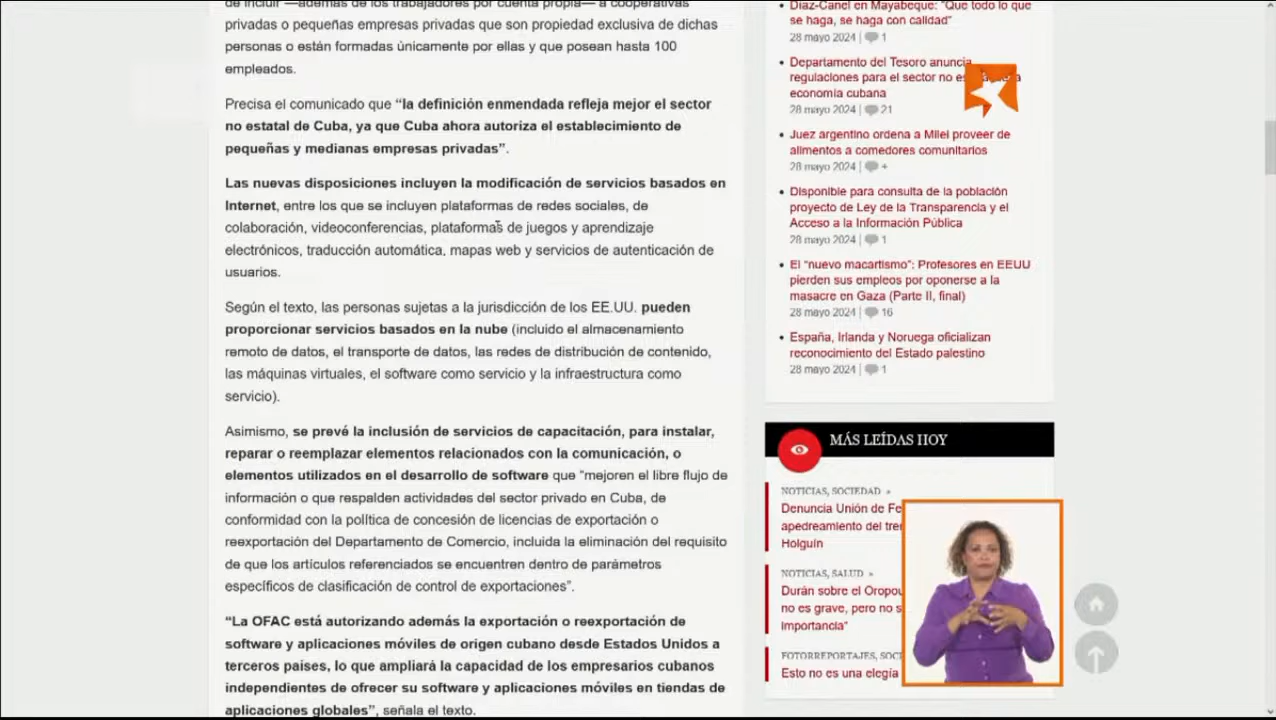 de incluir —además de los trabajadores por cuenta propia— a cooperativas
privadas o pequeñas empresas privadas que son propiedad exclusiva de dichas
personas o están formadas únicamente por ellas y que posean hasta 100
empleados.
Precisa el comunicado que “la definición enmendada refleja mejor el sector
no estatal de Cuba, ya que Cuba ahora autoriza el establecimiento de
pequeñas y medianas empresas privadas”.
Las nuevas disposiciones incluyen la modificación de servicios basados en
Internet, entre los que se incluyen plataformas de redes sociales, de
colaboración, videoconferencias, plataformas de juegos y aprendizaje
electrónicos, traducción automática, mapas web y servicios de autenticación de
usuarios.
Según el texto, las personas sujetas a la jurisdicción de los EE.UU. pueden
proporcionar servicios basados en la nube (incluido el almacenamiento
remoto de datos, el transporte de datos, las redes de distribución de contenido,
las máquinas virtuales, el software como servicio y la infraestructura como
servicio).
Asimismo, se prevé la inclusión de servicios de capacitación, para instalar,
reparar o reemplazar elementos relacionados con la comunicación, o
elementos utilizados en el desarrollo de software que “mejoren el libre flujo de
información o que respalden actividades del sector privado en Cuba, de
conformidad con la política de concesión de licencias de exportación o
reexportación del Departamento de Comercio, incluida la eliminación del requisito
de que los artículos referenciados se encuentren dentro de parámetros
específicos de clasificación de control de exportaciones”.
“La OFAC está autorizando además la exportación o reexportación de
software y aplicaciones móviles de origen cubano desde Estados Unidos a
terceros países, lo que ampliará la capacidad de los empresarios cubanos
independientes de ofrecer su software y aplicaciones móviles en tiendas de
aplicaciones globales”, señala el texto.
Díaz-Canel en Mayabeque: “Que todo lo que
se haga, se haga con calidad”
28 mayo 2024 | 1
Departamento del Tesoro anuncia
regulaciones para el sector no es
economía cubana
28 mayo 2024 | 21
Juez argentino ordena a Milei proveer de
alimentos a comedores comunitarios
28 mayo 2024 | +
Disponible para consulta de la población
proyecto de Ley de la Transparencia y el
Acceso a la Información Pública
28 mayo 2024 | 1
El “nuevo macartismo”: Profesores en EEUU
pierden sus empleos por oponerse a la
masacre en Gaza (Parte II, final)
28 mayo 2024 | 16
España, Irlanda y Noruega oficializan
reconocimiento del Estado palestino
28 mayo 2024 | 1
MÁS LEÍDAS HOY
NOTICIAS, SOCIEDAD »
Denuncia Unión de Fe
apedreamiento del tre
Holguín
NOTICIAS, SALUD »
Durán sobre el Oropou
no es grave, pero no s
importancia”
FOTORREPORTAJES, SOC
Esto no es una elegía